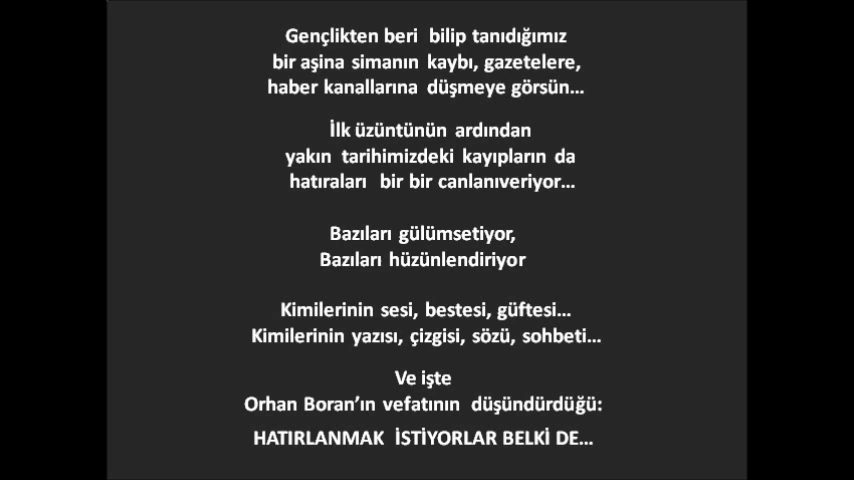 Gençlikten beri bilip tanıdığımız
bir aşina simanın kaybı, gazetelere,
haber kanallarına düşmeye görsün...
İlk üzüntünün ardından
yakın tarihimizdeki kayıpların da
hatıraları bir bir canlanıveriyor...
Bazıları gülümsetiyor,
Bazıları hüzünlendiriyor
Kimilerinin sesi, bestesi, güftesi...
Kimilerinin yazısı, çizgisi, sözü, sohbeti...
Ve işte
Orhan Boran’ın vefatının düşündürdüğü:
HATIRLANMAK İSTİYORLAR BELKİ DE...